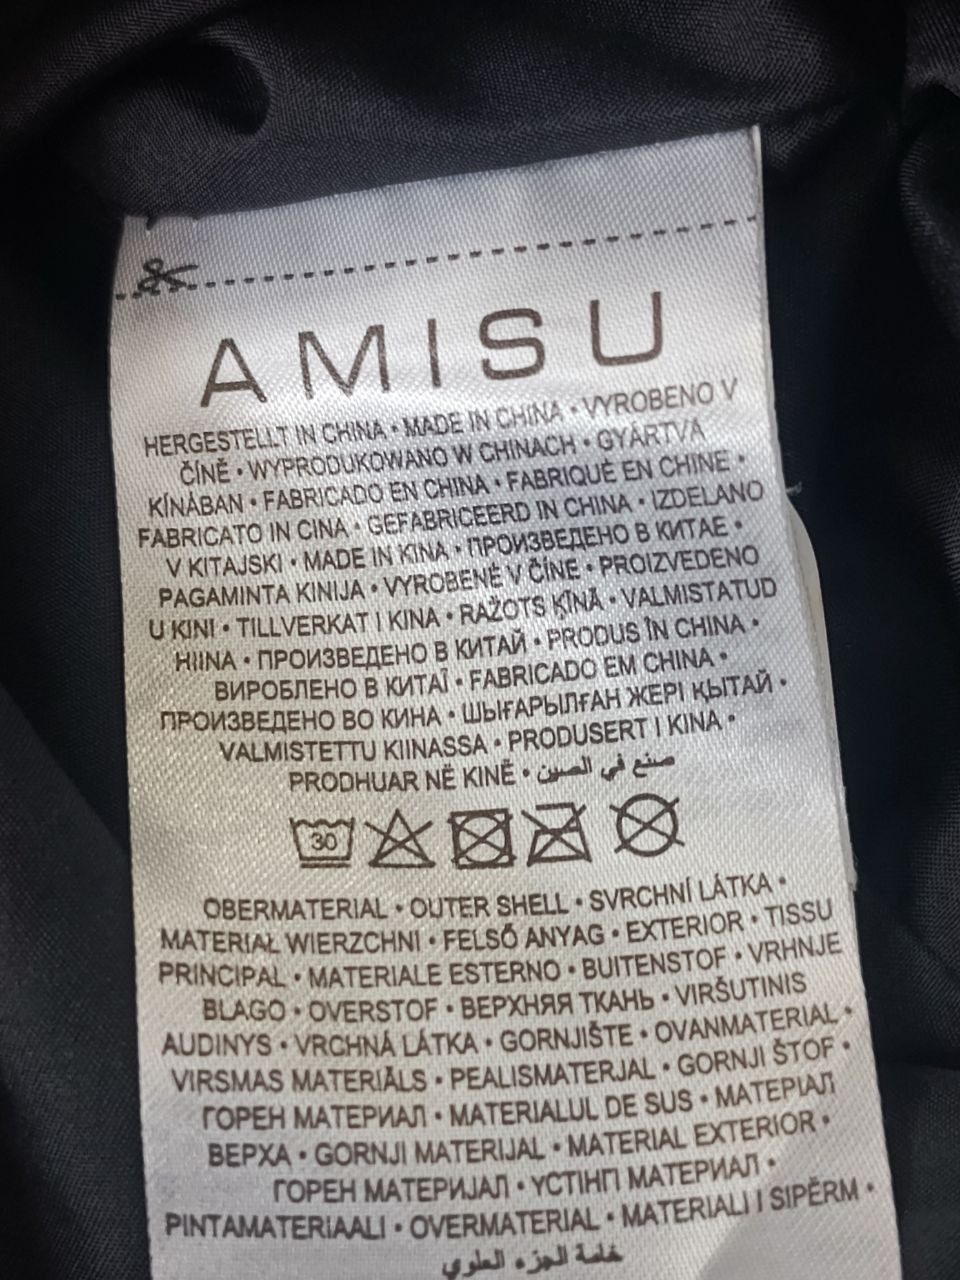 AMISU
HERGESTELLT IN CHINA • MADE IN CHINA • VYROBENO V
ČÍNĚ • WYPRODUKOWANO W CHINACH • GYÁRTVA
KÍNÁBAN • FABRICADO EN CHINA • FABRIQUÉ EN CHINE •
FABRICATO IN CINA • GEFABRICEERD IN CHINA • IZDELANO
V KITAJSKI • MADE IN KINA • ПРОИЗВЕДЕНО В КИТАЕ •
PAGAMINTA KINIJA • VYROBENÉ V ČÍNE • PROIZVEDENO
U KINI • TILLVERKAT I KINA • RAŽOTS ĶĪNĀ • VALMISTATUD
HIINA • ПРОИЗВЕДЕНО В КИТАЙ • PRODUS ÎN CHINA •
ВИРОБЛЕНО В КИТАЇ • FABRICADO EM CHINA •
ПРОИЗВЕДЕНО ВО КИНА • ШЫҒАРЫЛҒАН ЖЕРІ ҚЫТАЙ •
VALMISTETTU KIINASSA • PRODUSERT I KINA •
PRODHUAR NË KINË • صنع في الصين
30
OBERMATERIAL • OUTER SHELL • SVRCHNÍ LÁTKA •
MATERIAŁ WIERZCHNI • FELSŐ ANYAG • EXTERIOR • TISSU
PRINCIPAL • MATERIALE ESTERNO • BUITENSTOF • VRHNJE
BLAGO • OVERSTOF • ВЕРХНЯЯ ТКАНЬ • VIRŠUTINIS
AUDINYS • VRCHNÁ LÁTKA • GORNJIŠTE • OVANMATERIAL •
VIRSMAS MATERIĀLS • PEALISMATERJAL • GORNJI ŠTOF •
ГОРЕН МАТЕРИАЛ • MATERIALUL DE SUS • МАТЕРІАЛ
ВЕРХА • GORNJI MATERIJAL • MATERIAL EXTERIOR •
ГОРЕН МАТЕРИЈАЛ • ҮСТІНГІ МАТЕРИАЛ •
PINTAMATERIAALI • OVERMATERIAL • MATERIALI I SIPËRM •
خامة الجزء العلوي